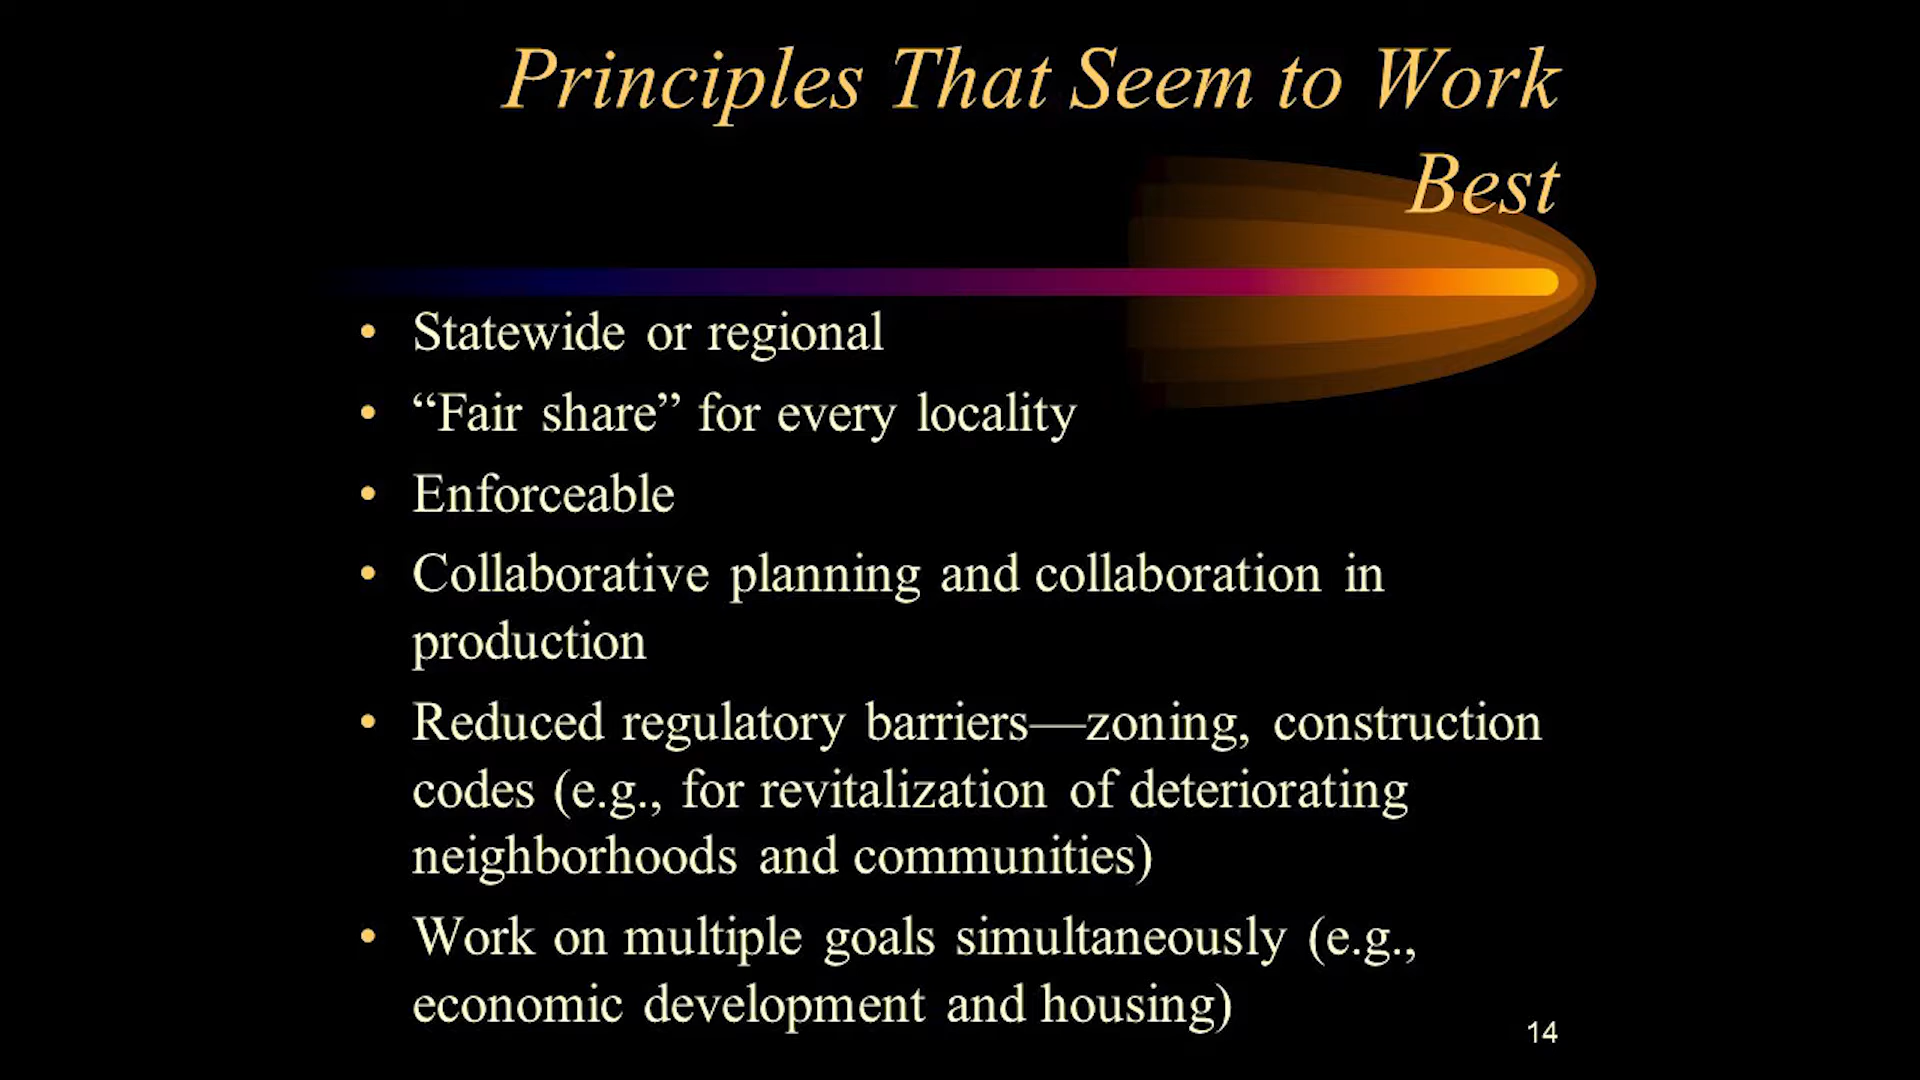 Principles That Seem to Work
Best
• Statewide or regional
• “Fair share” for every locality
• Enforceable
• Collaborative planning and collaboration in
production
• Reduced regulatory barriers—zoning, construction
codes (e.g., for revitalization of deteriorating
neighborhoods and communities)
• Work on multiple goals simultaneously (e.g.,
economic development and housing)
14